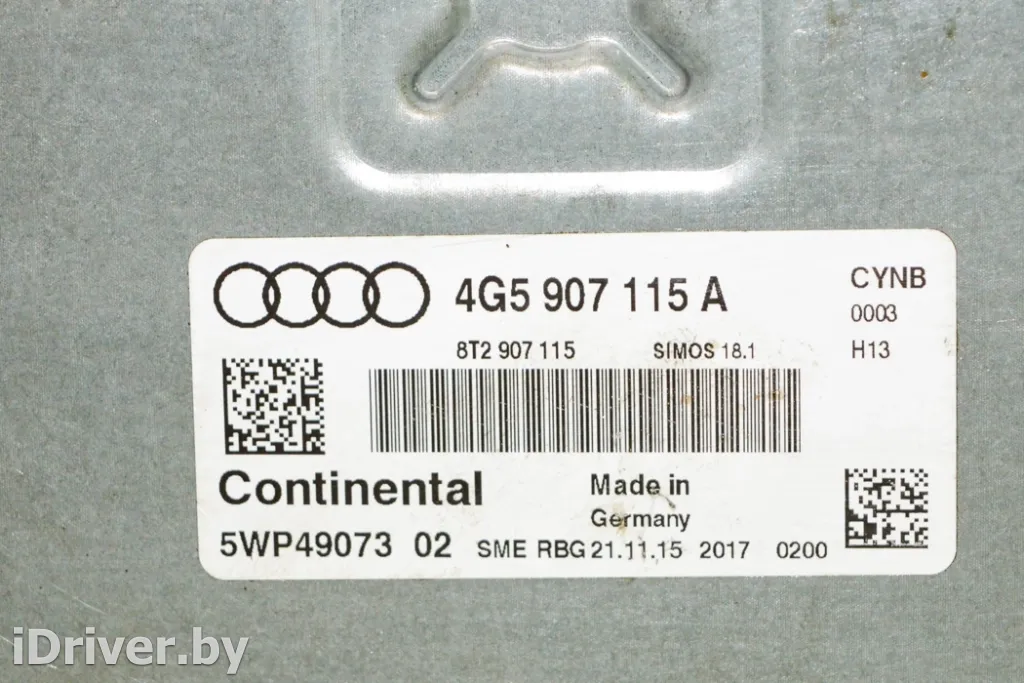 4G5 907 115 A
CYNB
0003
8T2 907 115 SIMOS 18.1
H13
Continental
Made in
Germany
5WP49073 02 SME RBG 21.11.15 2017 0200
iDriver.by